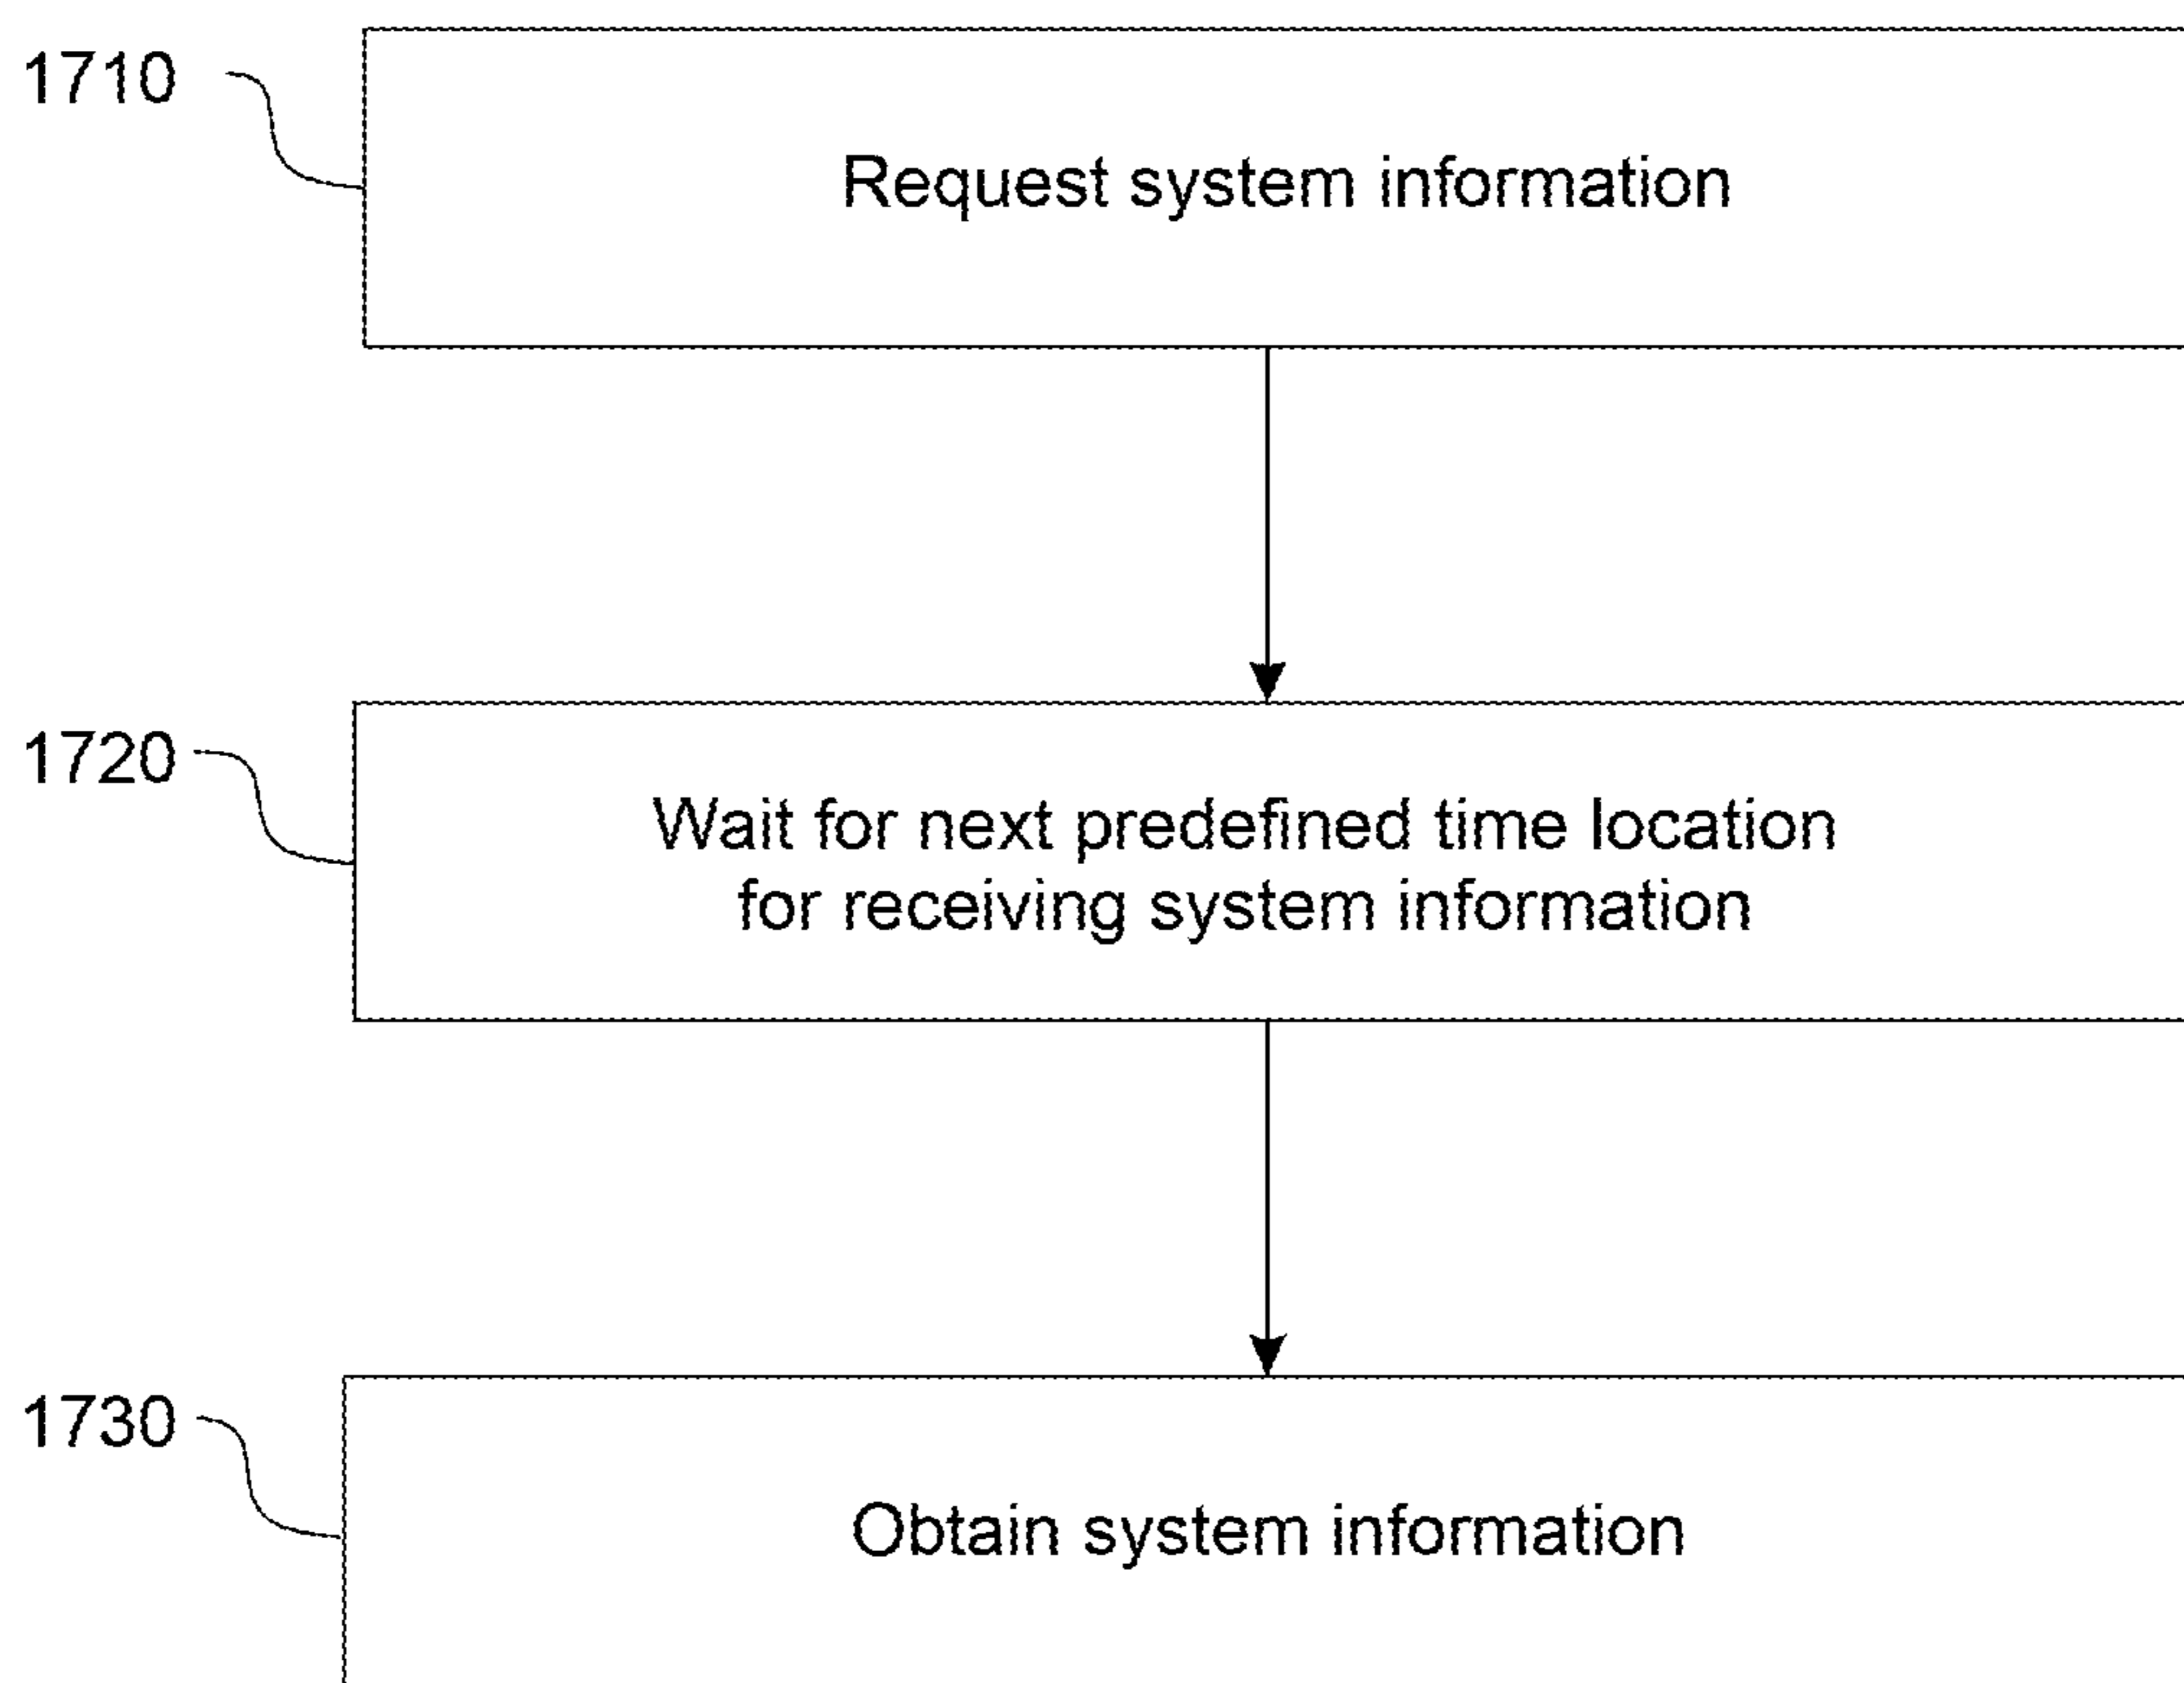 1710
Request system information
1720
Wait for next predefined time location
for receiving system information
1730
Obtain system information